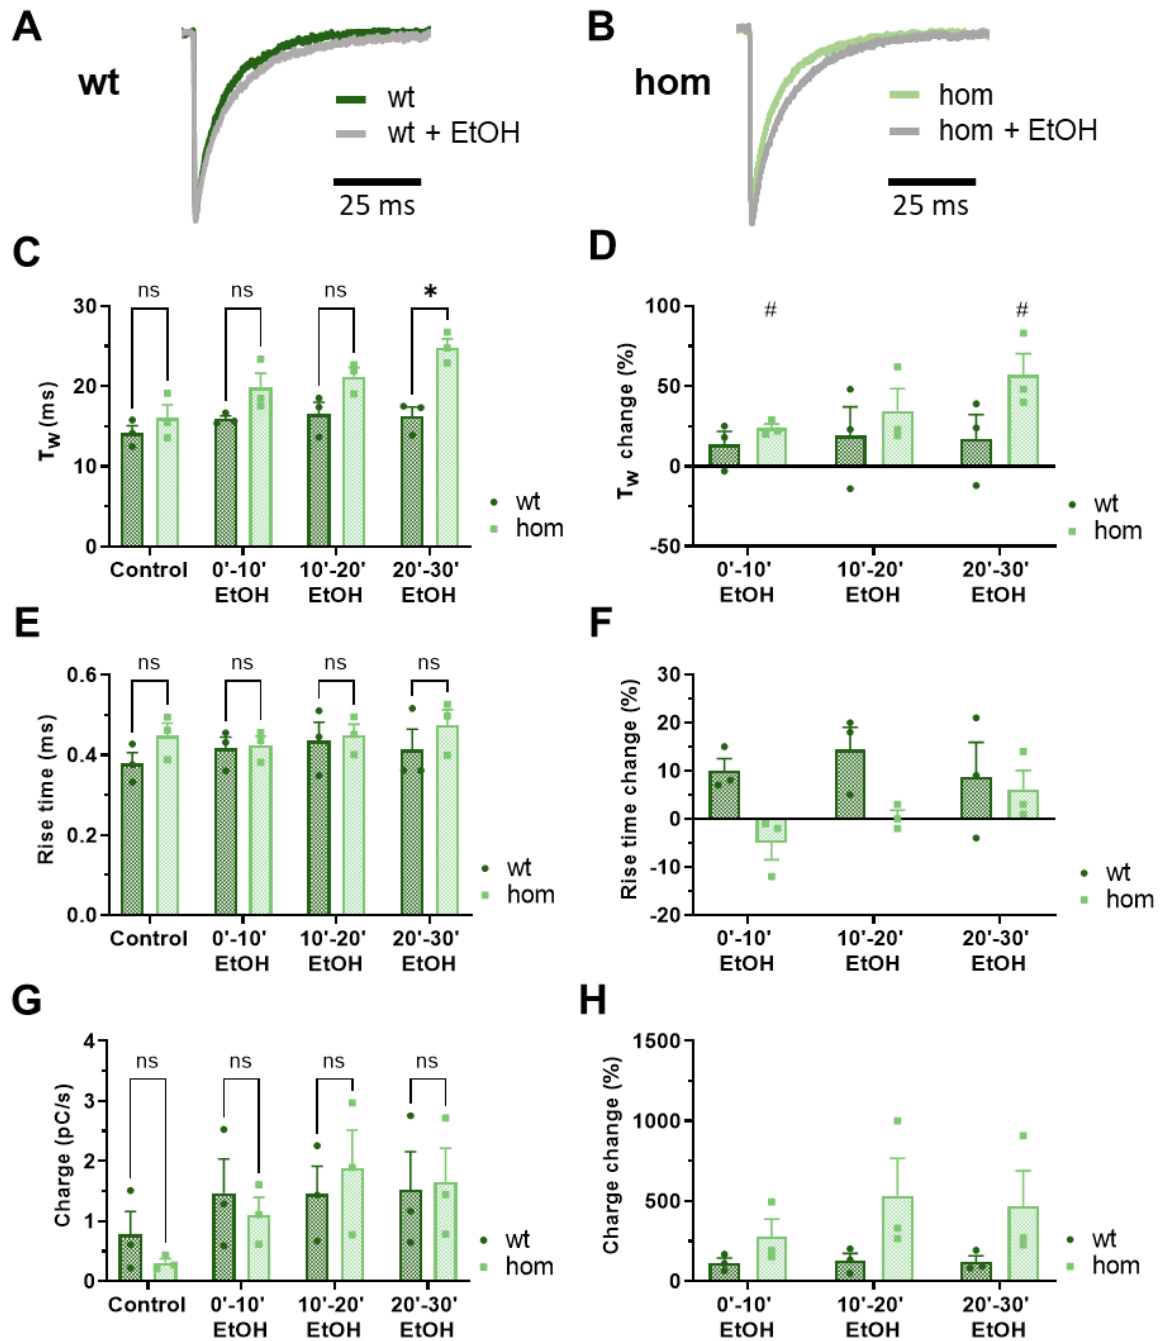 A
wt
wt
wt + EtOH
25 ms
B
hom
hom
hom + EtOH
25 ms
C
ns ns ns *
30
20
10
0
Tw (ms)
Control 0'-10' 10'-20' 20'-30'
EtOH EtOH EtOH
wt
hom
D
# #
100
50
0
-50
Tw change (%)
0'-10' 10'-20' 20'-30'
EtOH EtOH EtOH
wt
hom
E
ns ns ns ns
0.6
0.4
0.2
0.0
Rise time (ms)
Control 0'-10' 10'-20' 20'-30'
EtOH EtOH EtOH
wt
hom
F
30
20
10
0
-10
-20
Rise time change (%)
0'-10' 10'-20' 20'-30'
EtOH EtOH EtOH
wt
hom
G
ns ns ns ns
4
3
2
1
0
Charge (pC/s)
Control 0'-10' 10'-20' 20'-30'
EtOH EtOH EtOH
wt
hom
H
1500
1000
500
0
Charge change (%)
0'-10' 10'-20' 20'-30'
EtOH EtOH EtOH
wt
hom